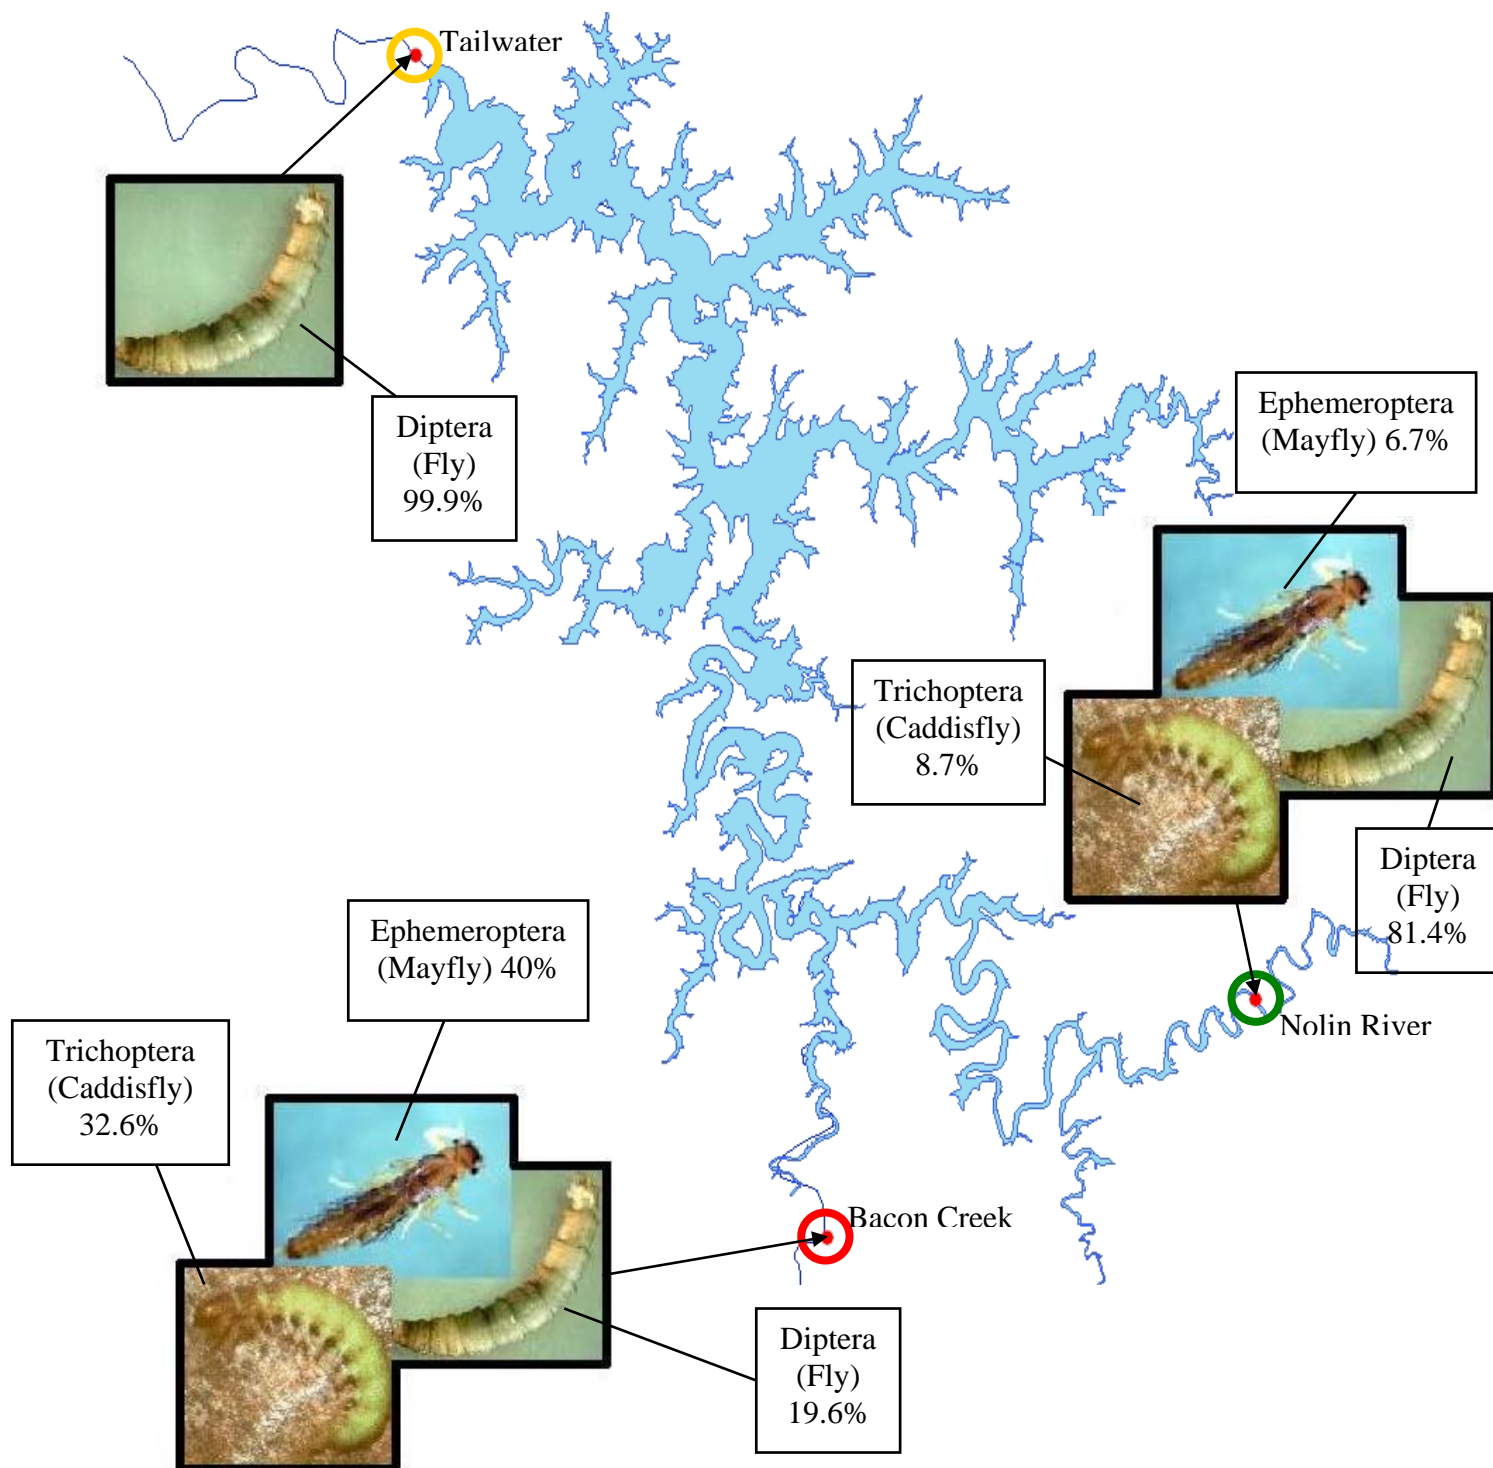 Tailwater
Diptera
(Fly)
99.9%
Ephemeroptera
(Mayfly) 6.7%
Trichoptera
(Caddisfly)
8.7%
Diptera
(Fly)
81.4%
Nolin River
Ephemeroptera
(Mayfly) 40%
Trichoptera
(Caddisfly)
32.6%
Bacon Creek
Diptera
(Fly)
19.6%